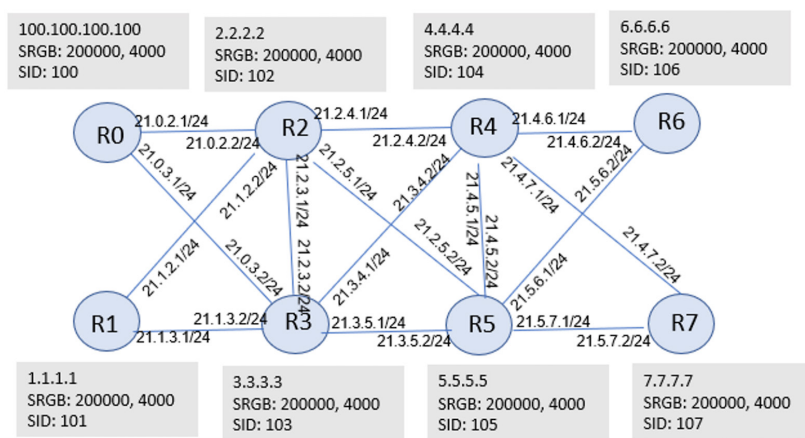 100.100.100.100
SRGB: 200000, 4000
SID: 100
2.2.2.2
SRGB: 200000, 4000
SID: 102
4.4.4.4
SRGB: 200000, 4000
SID: 104
6.6.6.6
SRGB: 200000, 4000
SID: 106
R0
21.0.2.1/24
21.0.2.2/24
R2
21.2.4.1/24
21.2.4.2/24
R4
21.4.6.1/24
21.4.6.2/24
R6
21.0.3.1/24
21.1.2.2/24
21.2.3.1/24
21.2.5.1/24
21.3.4.2/24
21.4.5.1/24
21.4.7.1/24
21.5.6.2/24
21.1.2.1/24
21.0.3.2/24
21.2.3.2/24
21.3.4.1/24
21.2.5.2/24
21.4.5.2/24
21.5.6.1/24
21.4.7.2/24
R1
21.1.3.2/24
21.1.3.1/24
R3
21.3.5.1/24
21.3.5.2/24
R5
21.5.7.1/24
21.5.7.2/24
R7
1.1.1.1
SRGB: 200000, 4000
SID: 101
3.3.3.3
SRGB: 200000, 4000
SID: 103
5.5.5.5
SRGB: 200000, 4000
SID: 105
7.7.7.7
SRGB: 200000, 4000
SID: 107